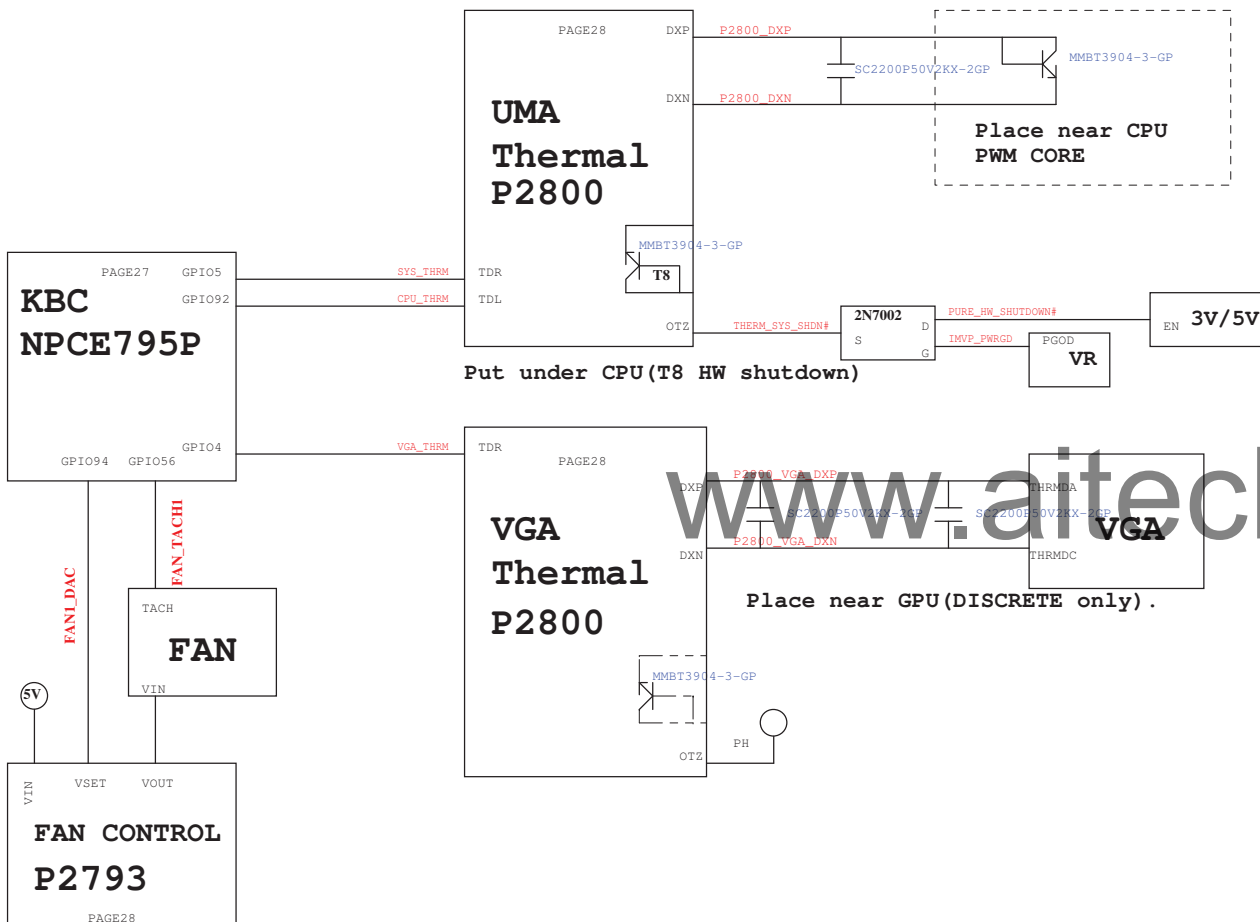 PAGE28
DXP
P2800_DXP
SC2200P50V2KX-2GP
MMBT3904-3-GP
DXN
P2800_DXN
UMA
Thermal
P2800
Place near CPU
PWM CORE
MMBT3904-3-GP
T8
PAGE27
GPIO5
SYS_THRM
TDR
KBC
NPCE795P
GPIO92
CPU_THRM
TDL
OTZ
THERM_SYS_SHDN#
2N7002
S
D
G
PURE_HW_SHUTDOWN#
IMVP_PWRGD
PGOD
VR
EN
3V/5V
Put under CPU(T8 HW shutdown)
GPIO4
VGA_THRM
TDR
PAGE28
GPIO94
GPIO56
DXP
P2800_VGA_DXP
SC2200P50V2KX-2GP
SC2200P50V2KX-2GP
THRMDA
VGA
www.aitech
DXN
P2800_VGA_DXN
THRMDC
VGA
Thermal
P2800
Place near GPU(DISCRETE only).
FAN1_DAC
FAN_TACH1
TACH
FAN
VIN
MMBT3904-3-GP
OTZ
PH
5V
VIN
VSET
VOUT
FAN CONTROL
P2793
PAGE28